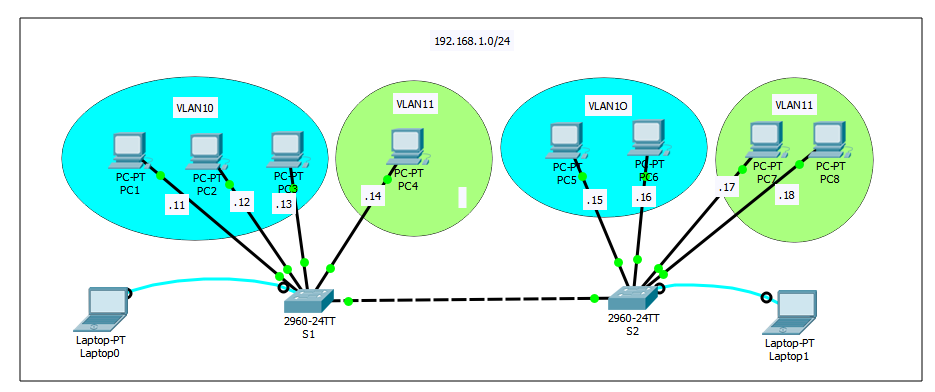 192.168.1.0/24
VLAN10
VLAN11
VLAN1O
VLAN11
PC-PT
PC1
PC-PT
PC2
PC-PT
PC3
PC-PT
PC4
PC-PT
PC5
PC-PT
PC6
PC-PT
PC7
PC-PT
PC8
.11
.12
.13
.14
.15
.16
.17
.18
Laptop-PT
Laptop0
2960-24TT
S1
2960-24TT
S2
Laptop-PT
Laptop1